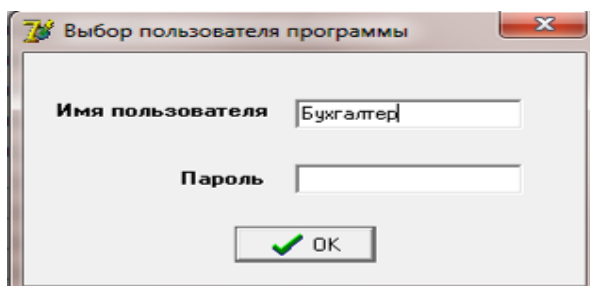 Выбор пользователя программы
Имя пользователя Бухгалтер
Пароль
OK